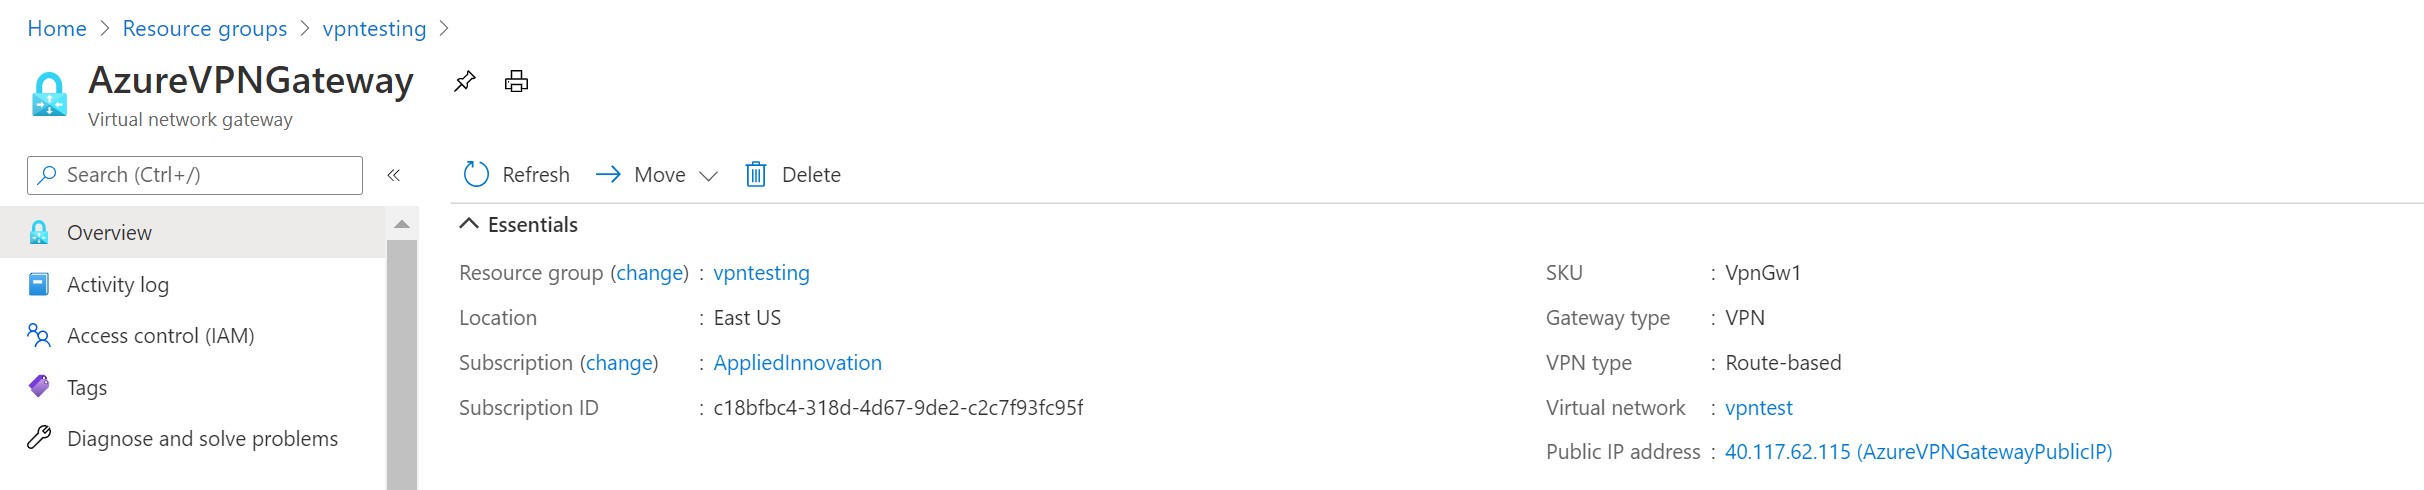 Home > Resource groups > vpntesting >
AzureVPNGateway
Virtual network gateway
Search (Ctrl+/)
«
Refresh
Move
Delete
Overview
Activity log
Access control (IAM)
Tags
Diagnose and solve problems
Essentials
Resource group (change) : vpntesting
Location : East US
Subscription (change) : AppliedInnovation
Subscription ID : c18bfbc4-318d-4d67-9de2-c2c7f93fc95f
SKU : VpnGw1
Gateway type : VPN
VPN type : Route-based
Virtual network : vpntest
Public IP address : 40.117.62.115 (AzureVPNGatewayPublicIP)